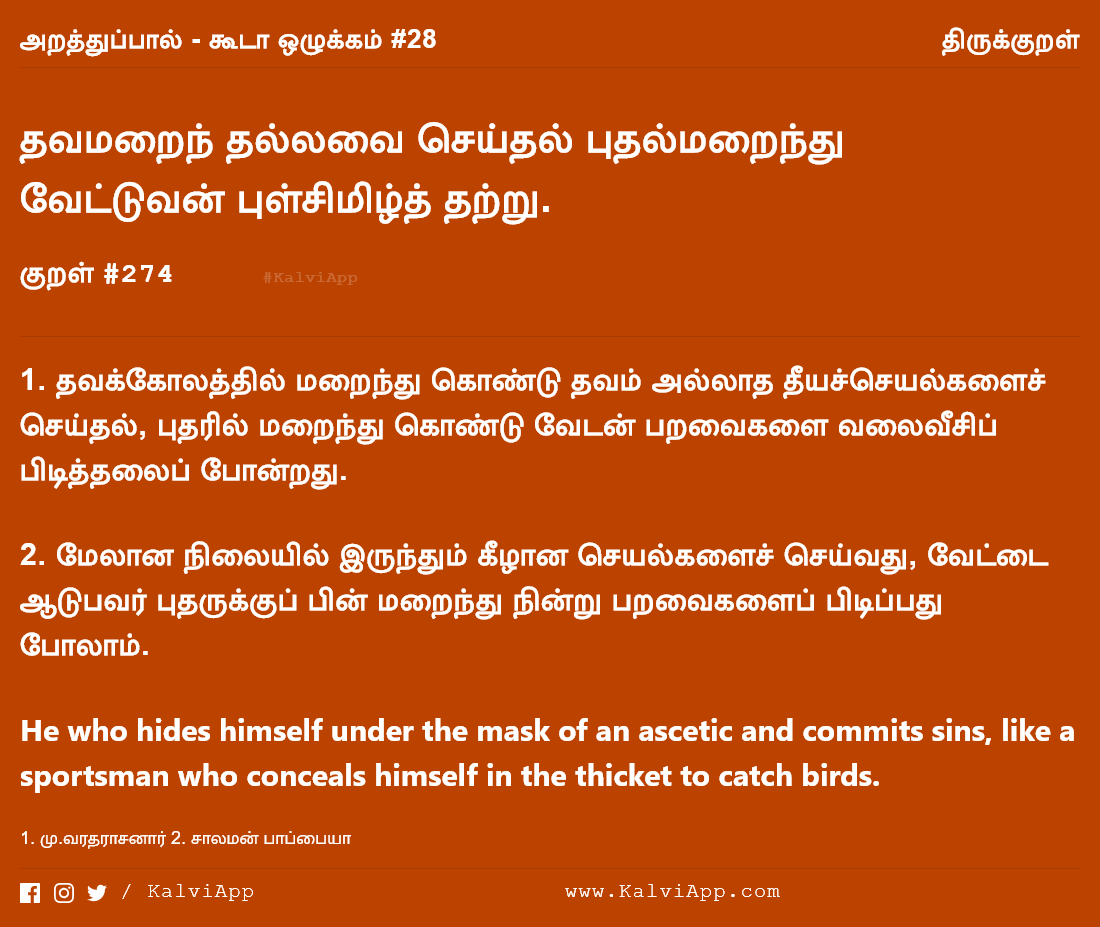 அறத்துப்பால் - கூடா ஒழுக்கம் #28
திருக்குறள்
தவமறைந் தல்லவை செய்தல் புதல்மறைந்து
வேட்டுவன் புள்சிமிழ்த் தற்று.
குறள் #274
#KalviApp
1. தவக்கோலத்தில் மறைந்து கொண்டு தவம் அல்லாத தீயச்செயல்களைச்
செய்தல், புதரில் மறைந்து கொண்டு வேடன் பறவைகளை வலைவீசிப்
பிடித்தலைப் போன்றது.
2. மேலான நிலையில் இருந்தும் கீழான செயல்களைச் செய்வது, வேட்டை
ஆடுபவர் புதருக்குப் பின் மறைந்து நின்று பறவைகளைப் பிடிப்பது
போலாம்.
He who hides himself under the mask of an ascetic and commits sins, like a
sportsman who conceals himself in the thicket to catch birds.
1. மு.வரதராசனார் 2. சாலமன் பாப்பையா
/ KalviApp
www.KalviApp.com